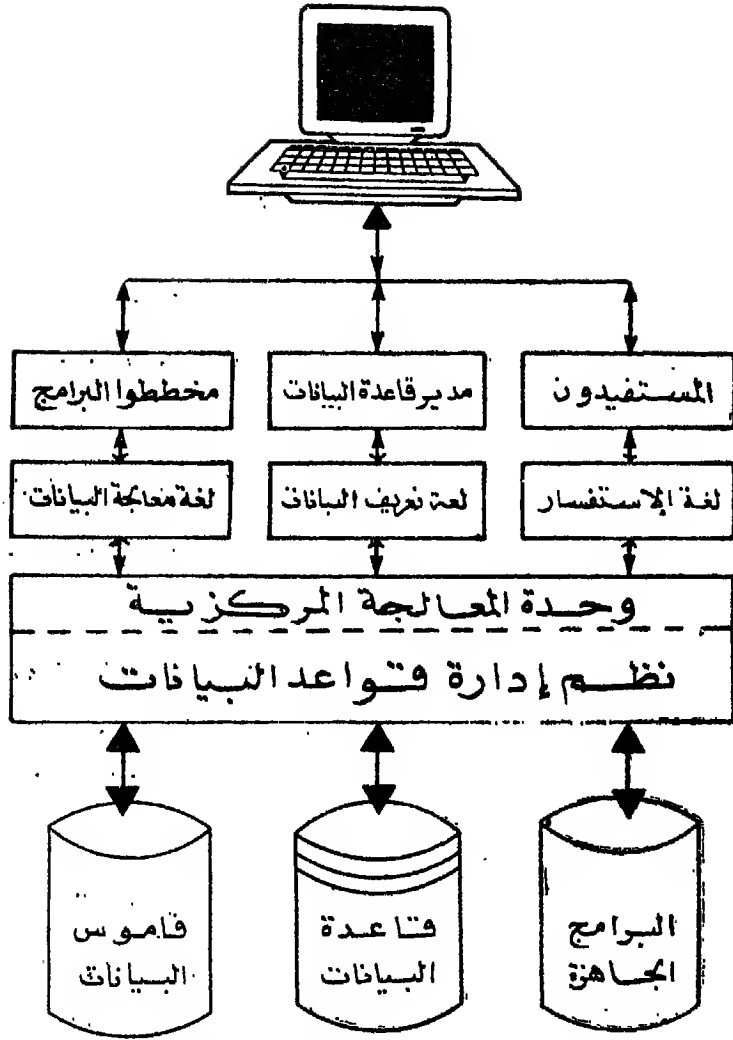 المستفيدون
مدير قاعدة البيانات
مخططوا البرامج
لغة الاستفسار
لغة تعريف البيانات
لغة معالجة البيانات
وحدة المعالجة المركزية
نظم إدارة قواعد البيانات
البرامج
الجاهزة
قاعدة
البيانات
قاموس
البيانات